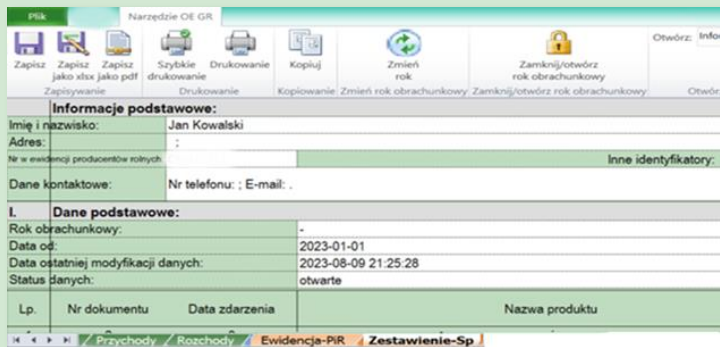 Plik
Narzędzie OE GR
Zapisz
Zapisz jako xlsx
Zapisz jako pdf
Szybkie drukowanie
Drukowanie
Kopiuj
Zmień rok
Zamknij/otwórz rok obrachunkowy
Otwórz: Info
Zapisywanie
Drukowanie
Kopiowanie
Zmień rok obrachunkowy
Zamknij/otwórz rok obrachunkowy
Otwór
Informacje podstawowe:
Imię i nazwisko: Jan Kowalski
Adres: ;
Nr w ewidencji producentów rolnych
Inne identyfikatory:
Dane kontaktowe: Nr telefonu: ; E-mail: .
I. Dane podstawowe:
Rok obrachunkowy: -
Data od: 2023-01-01
Data ostatniej modyfikacji danych: 2023-08-09 21:25:28
Status danych: otwarte
Lp. Nr dokumentu Data zdarzenia Nazwa produktu
Przychody Rozchody Ewidencja-PiR Zestawienie-Sp